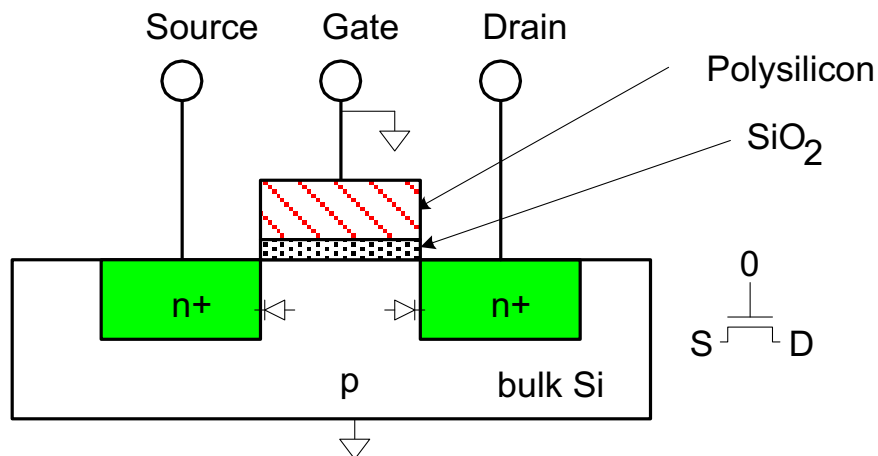 Source Gate Drain
Polysilicon
SiO2
n+ n+
0
S D
p bulk Si